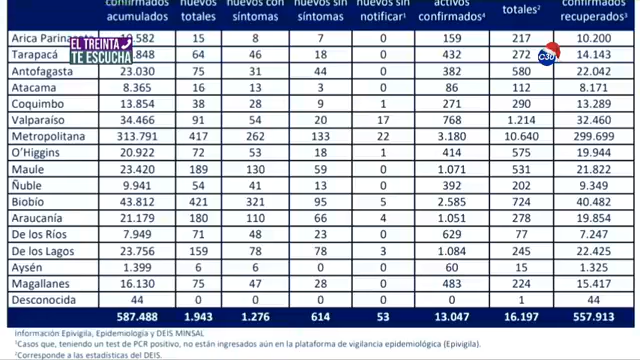 confirmados acumulados nuevos totales nuevos con síntomas nuevos sin síntomas nuevos sin notificar¹ activos confirmados⁴ totales² confirmados recuperados³
Arica 15 8 7 0 159 217 10.200
Tarapacá 64 46 18 0 432 272 14.143
EL TREINTA TE ESCUCHA
C30
Antofagasta 23.030 75 31 44 0 382 580 22.042
Atacama 8.365 16 13 3 0 86 112 8.171
Coquimbo 13.854 38 28 9 1 271 290 13.289
Valparaíso 34.466 91 54 20 17 768 1.214 32.460
Metropolitana 313.791 417 262 133 22 3.180 10.640 299.699
O'Higgins 20.922 72 53 18 1 414 575 19.944
Maule 23.420 189 130 59 0 1.071 531 21.822
Ñuble 9.941 54 41 13 0 392 202 9.349
Biobío 43.812 421 321 95 5 2.585 724 40.482
Araucanía 21.179 180 110 66 4 1.051 278 19.854
De los Ríos 7.949 71 48 23 0 629 77 7.247
De los Lagos 23.756 159 78 78 3 1.084 245 22.425
Aysén 1.399 6 6 0 0 60 15 1.325
Magallanes 16.130 75 47 28 0 483 224 15.417
Desconocida 44 0 0 0 0 0 1 44
587.488 1.943 1.276 614 53 13.047 16.197 557.913
Información Epivigila, Epidemiología y DEIS MINSAL
¹Casos que, teniendo un test de PCR positivo, no están ingresados aún en la plataforma de vigilancia epidemiológica (Epivigila).
²Corresponde a las estadísticas del DEIS.